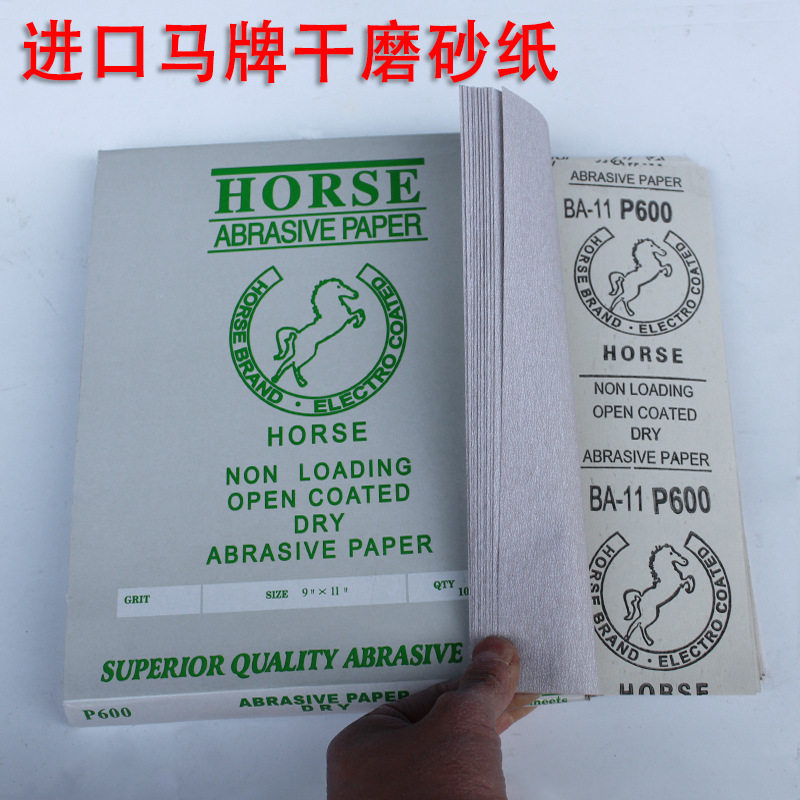 进口马牌干磨砂纸
HORSE
ABRASIVE PAPER
HORSE BRAND · ELECTRO COATED
HORSE
NON LOADING
OPEN COATED
DRY
ABRASIVE PAPER
GRIT
SIZE 9" × 11"
QTY
SUPERIOR QUALITY ABRASIVE
P600
ABRASIVE PAPER
DRY
ABRASIVE PAPER
BA-11 P600
HORSE BRAND · ELECTRO COATED
HORSE
NON LOADING
OPEN COATED
DRY
ABRASIVE PAPER
BA-11 P600
HORSE BRAND · ELECTRO COATED
HORSE